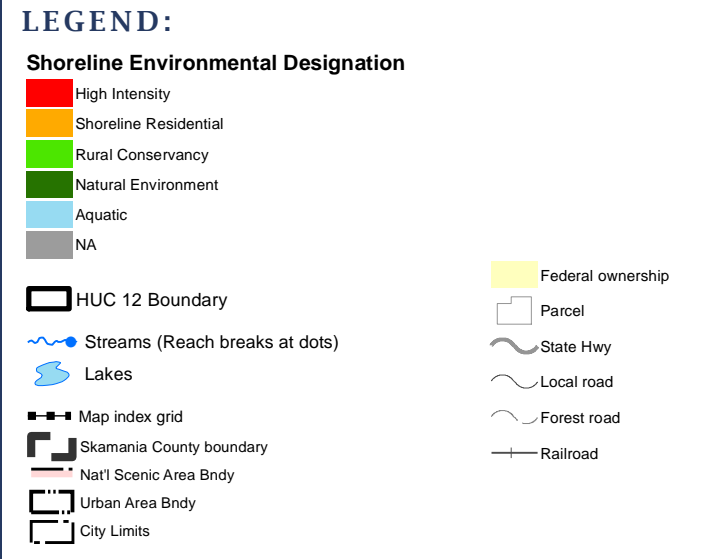 LEGEND:
Shoreline Environmental Designation
High Intensity
Shoreline Residential
Rural Conservancy
Natural Environment
Aquatic
NA
HUC 12 Boundary
Streams (Reach breaks at dots)
Lakes
Map index grid
Skamania County boundary
Nat'l Scenic Area Bndy
Urban Area Bndy
City Limits
Federal ownership
Parcel
State Hwy
Local road
Forest road
Railroad